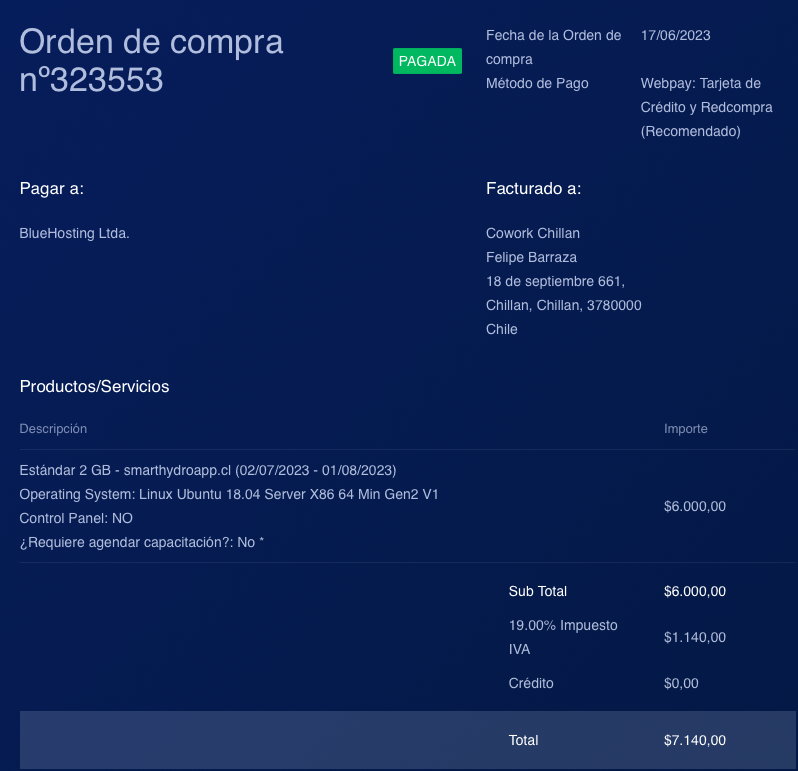 Orden de compra
nº323553
PAGADA
Fecha de la Orden de
compra
17/06/2023
Método de Pago
Webpay: Tarjeta de
Crédito y Redcompra
(Recomendado)
Pagar a:
BlueHosting Ltda.
Facturado a:
Cowork Chillan
Felipe Barraza
18 de septiembre 661,
Chillan, Chillan, 3780000
Chile
Productos/Servicios
Descripción Importe
Estándar 2 GB - smarthydroapp.cl (02/07/2023 - 01/08/2023)
Operating System: Linux Ubuntu 18.04 Server X86 64 Min Gen2 V1
Control Panel: NO
¿Requiere agendar capacitación?: No *
$6.000,00
Sub Total $6.000,00
19.00% Impuesto
IVA
$1.140,00
Crédito $0,00
Total $7.140,00